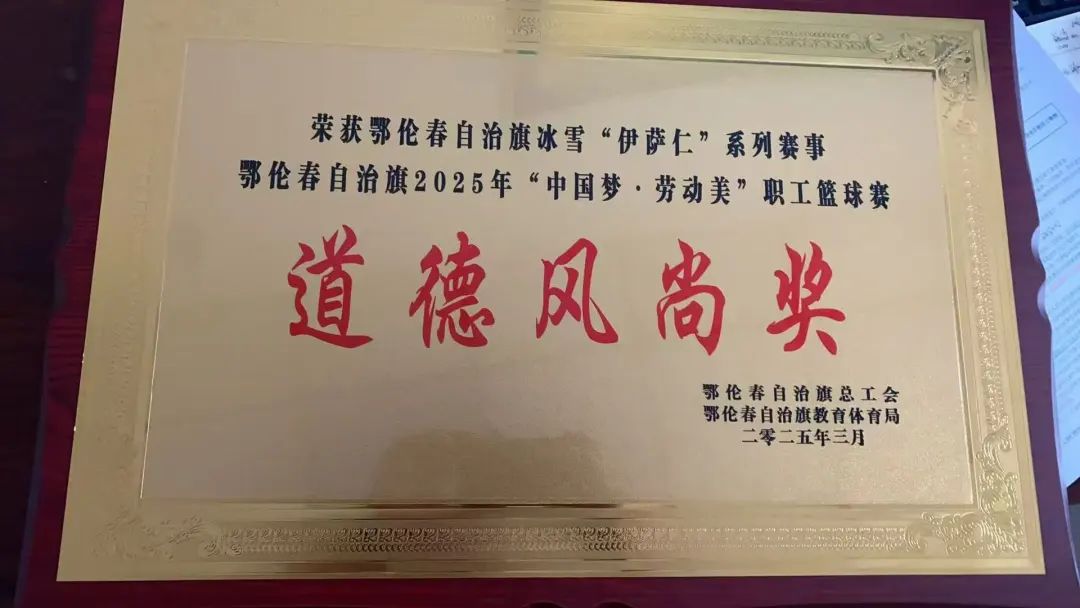 荣获鄂伦春自治旗冰雪“伊萨仁”系列赛事
鄂伦春自治旗2025年“中国梦·劳动美”职工篮球赛
道德风尚奖
鄂伦春自治旗总工会
鄂伦春自治旗教育体育局
二零二五年三月